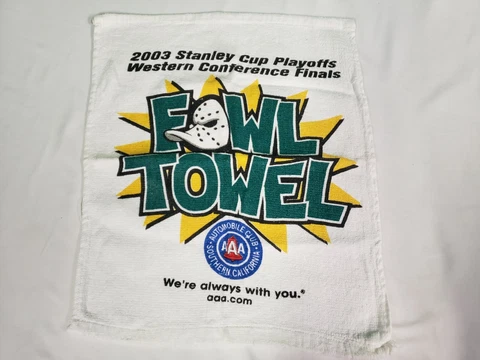 2003 Stanley Cup Playoffs
Western Conference Finals
FOWL
TOWEL
AUTOMOBILE CLUB
AAA
SOUTHERN CALIFORNIA
We're always with you.®
aaa.com